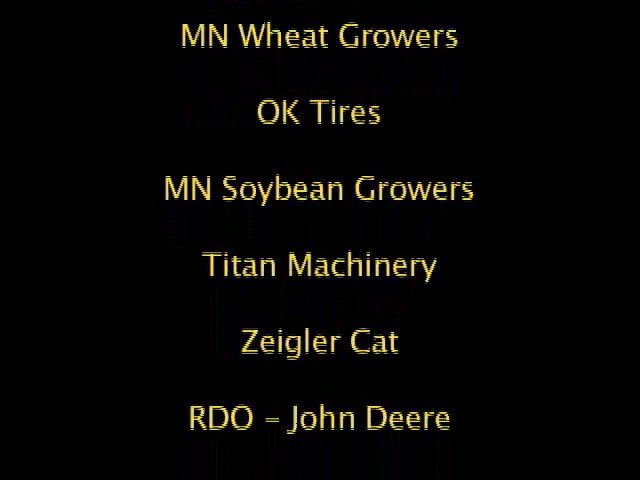 MN Wheat Growers
OK Tires
MN Soybean Growers
Titan Machinery
Zeigler Cat
RDO - John Deere